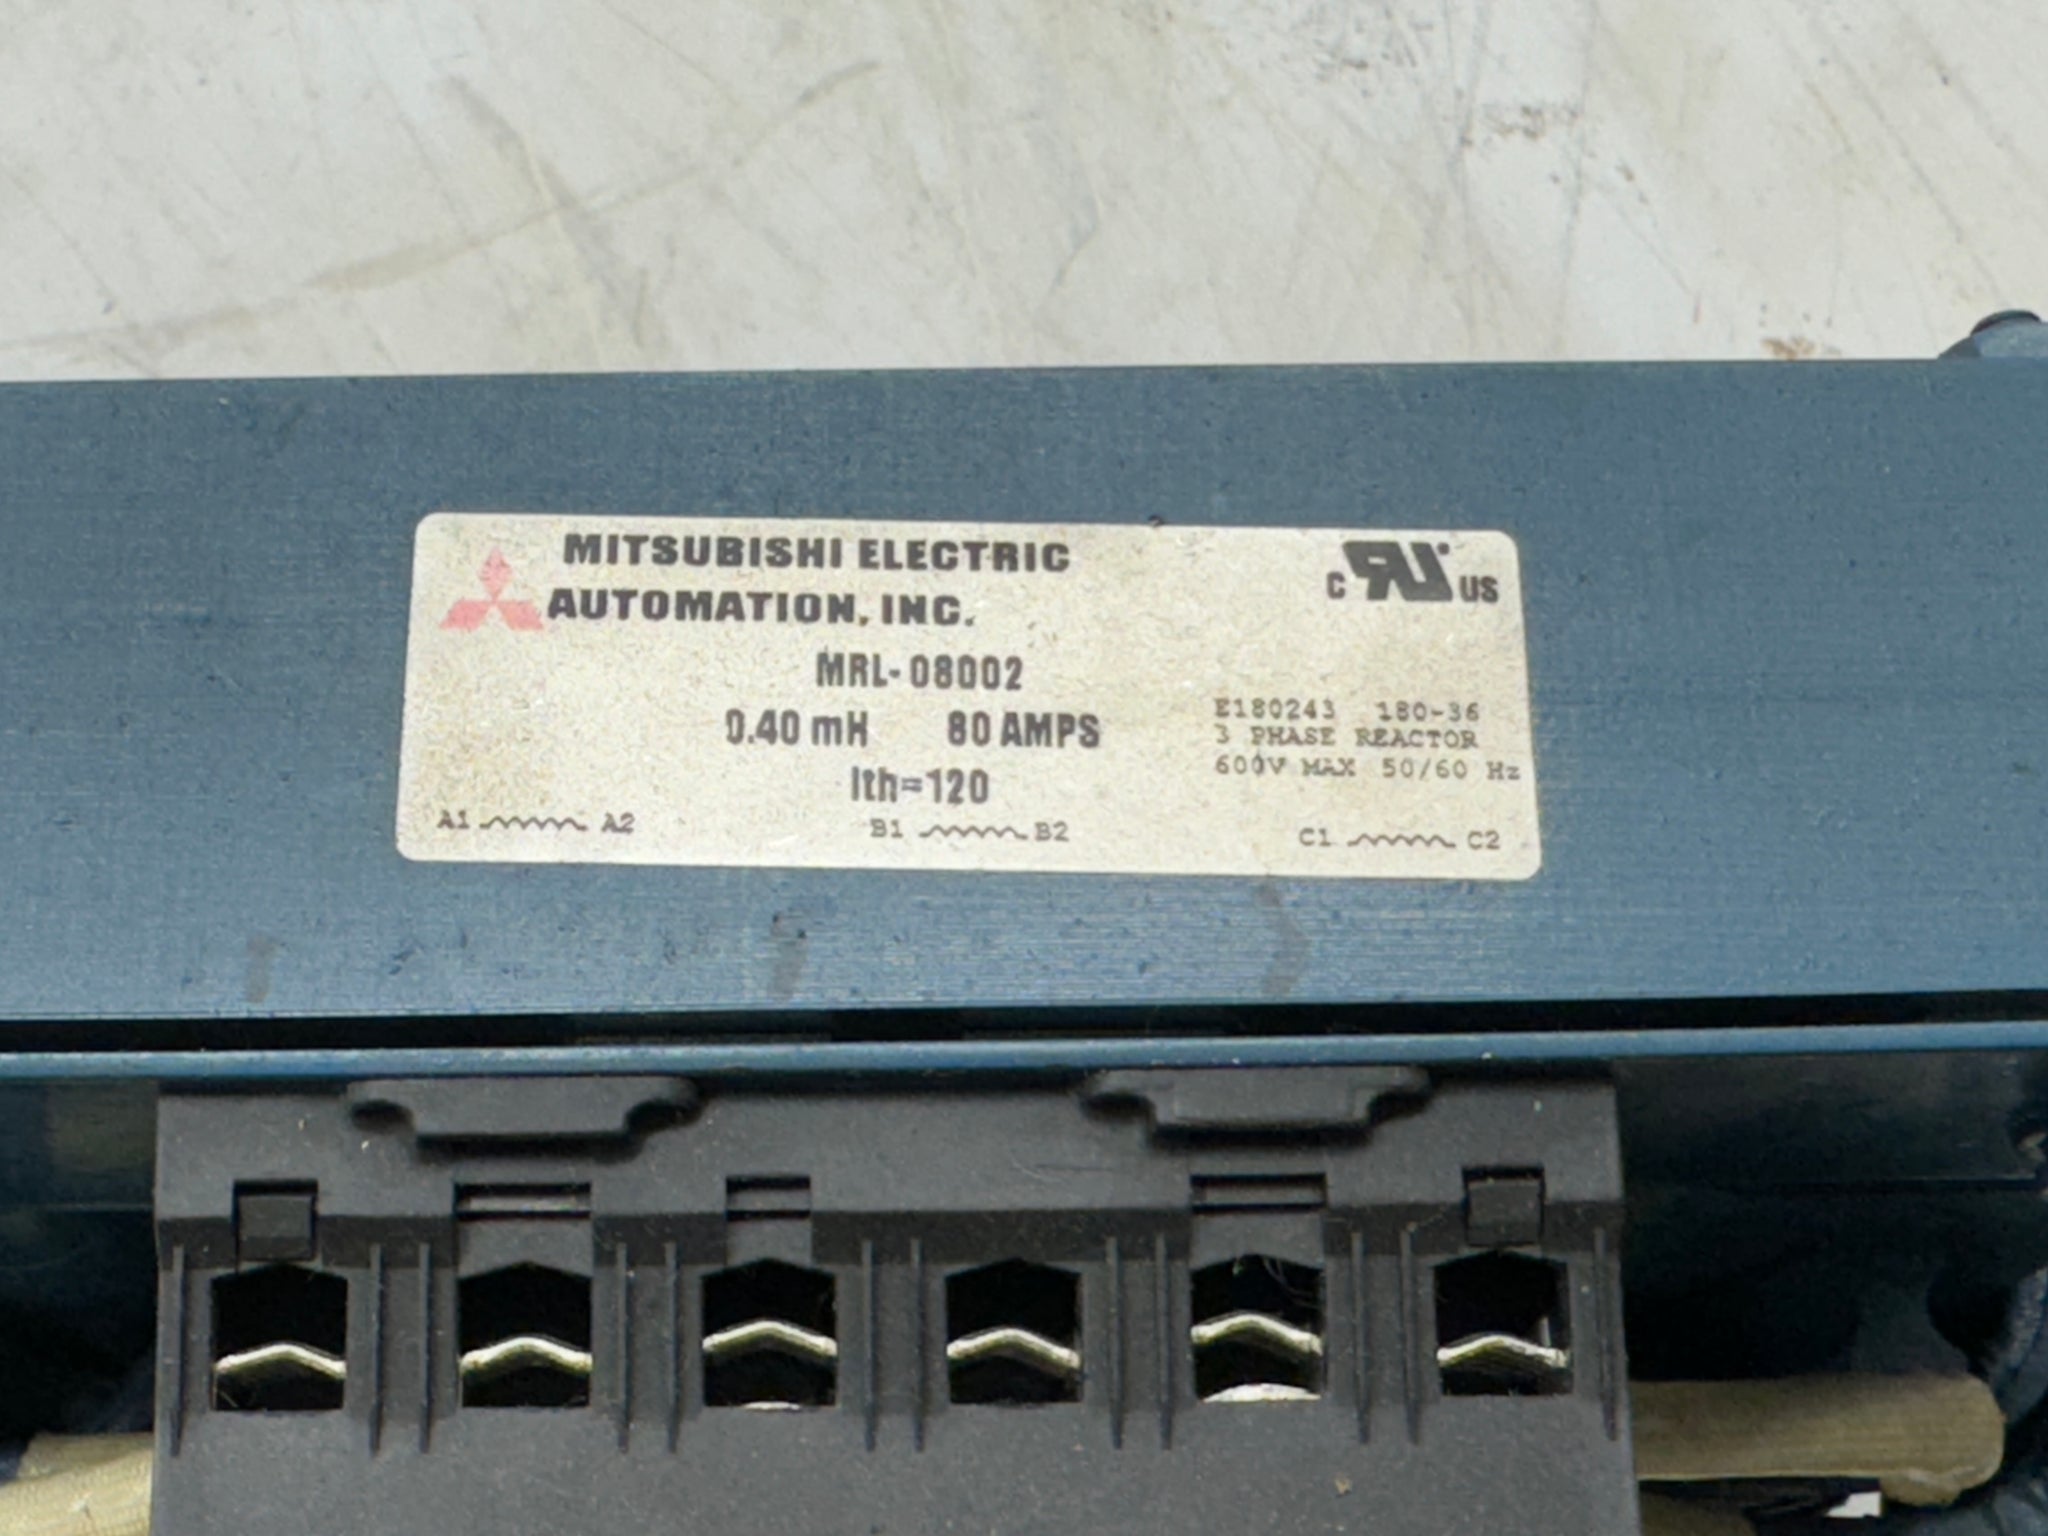 MITSUBISHI ELECTRIC
AUTOMATION, INC.
C RU US
MRL-08002
0.40 mH 80 AMPS
Ith=120
E180243 180-36
3 PHASE REACTOR
600V MAX 50/60 Hz
A1 A2 B1 B2 C1 C2